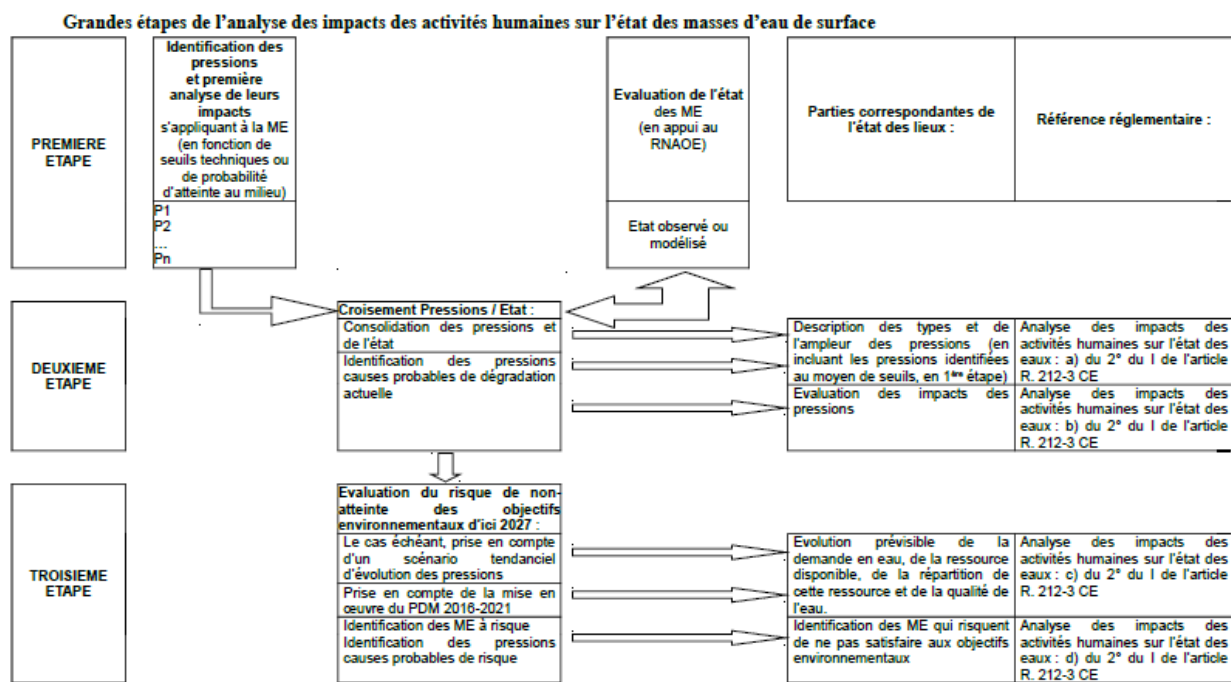 Grandes étapes de l'analyse des impacts des activités humaines sur l'état des masses d'eau de surface
PREMIERE
ETAPE
Identification des
pressions
et première
analyse de leurs
impacts
s'appliquant à la ME
(en fonction de
seuils techniques ou
de probabilité
d'atteinte au milieu)
P1
P2
...
Pn
Evaluation de l'état
des ME
(en appui au
RNAOE)
Etat observé ou
modélisé
Parties correspondantes de
l'état des lieux :
Référence réglementaire :
DEUXIEME
ETAPE
Croisement Pressions / Etat :
Consolidation des pressions et
de l'état
Identification des pressions
causes probables de dégradation
actuelle
Description des types et de
l'ampleur des pressions (en
incluant les pressions identifiées
au moyen de seuils, en 1ère étape)
Analyse des impacts des
activités humaines sur l'état des
eaux : a) du 2° du I de l'article
R. 212-3 CE
Evaluation des impacts des
pressions
Analyse des impacts des
activités humaines sur l'état des
eaux : b) du 2° du I de l'article
R. 212-3 CE
TROISIEME
ETAPE
Evaluation du risque de non-
atteinte des objectifs
environnementaux d'ici 2027 :
Le cas échéant, prise en compte
d'un scénario tendanciel
d'évolution des pressions
Prise en compte de la mise en
œuvre du PDM 2016-2021
Identification des ME à risque
Identification des pressions
causes probables de risque
Evolution prévisible de la
demande en eau, de la ressource
disponible, de la répartition de
cette ressource et de la qualité de
l'eau.
Analyse des impacts des
activités humaines sur l'état des
eaux : c) du 2° du I de l'article
R. 212-3 CE
Identification des ME qui risquent
de ne pas satisfaire aux objectifs
environnementaux
Analyse des impacts des
activités humaines sur l'état des
eaux : d) du 2° du I de l'article
R. 212-3 CE